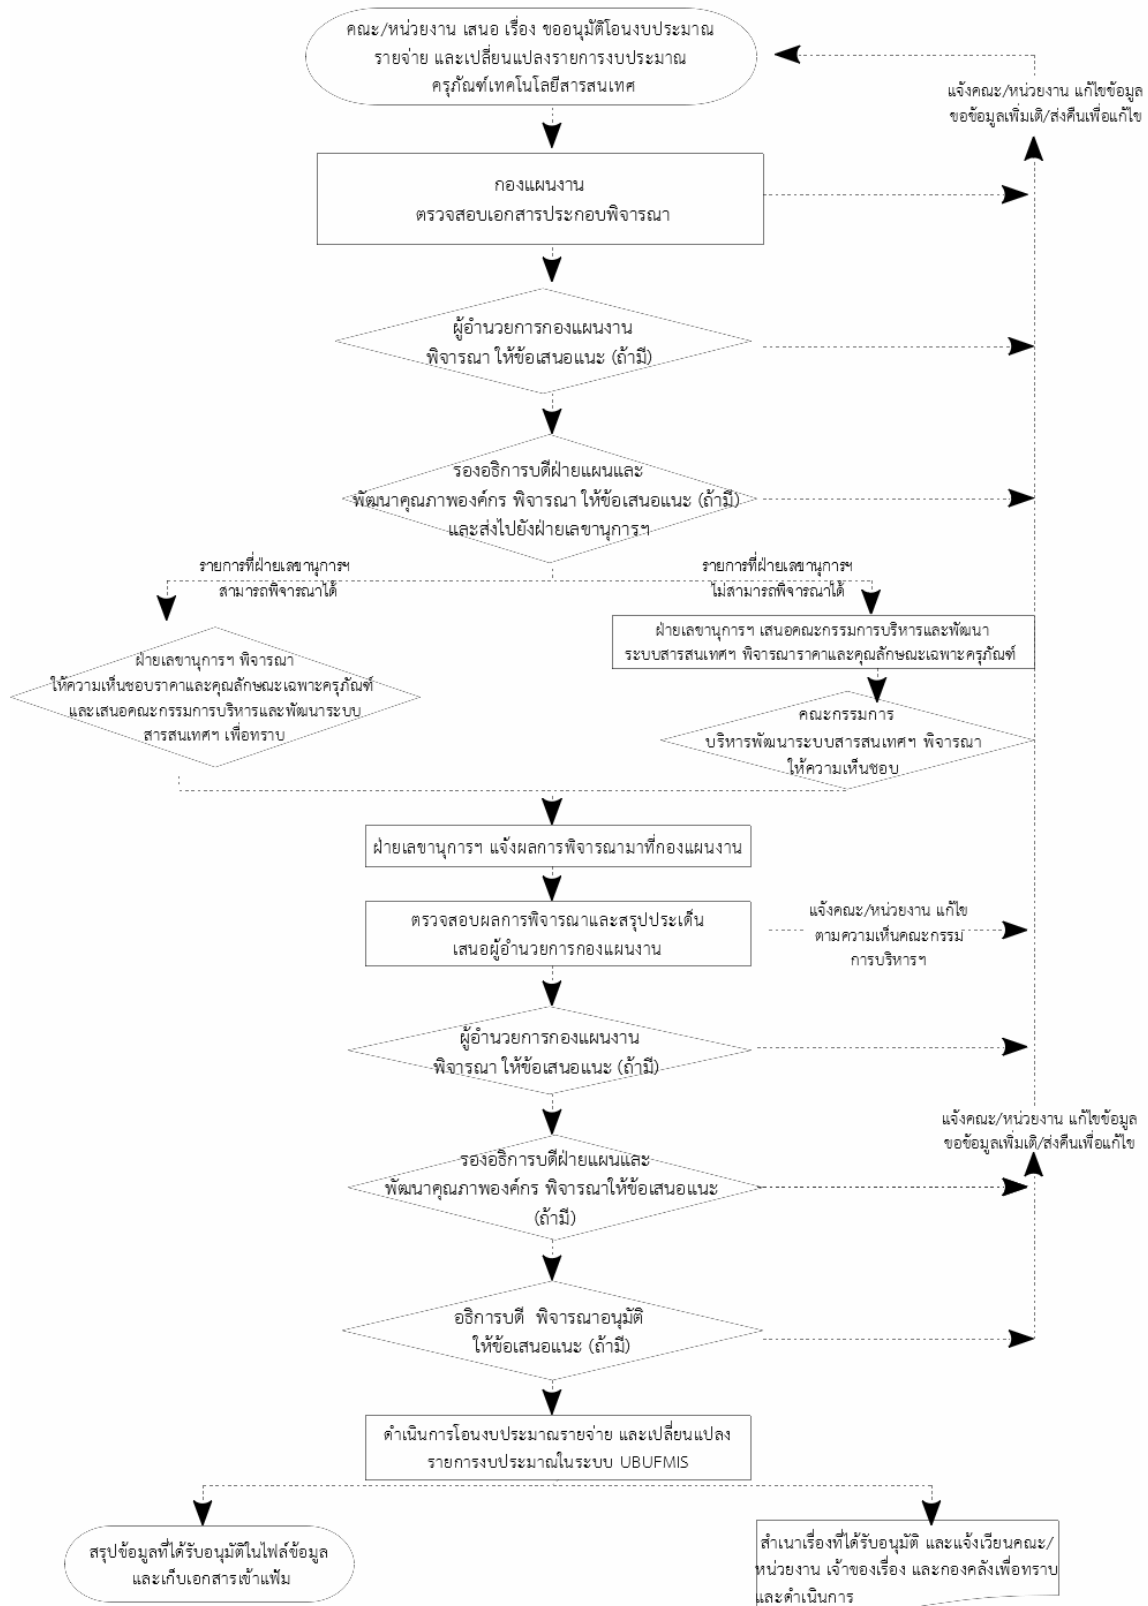 คณะ/หน่วยงาน เสนอ เรื่อง ขออนุมัติโอนงบประมาณ
รายจ่าย และเปลี่ยนแปลงรายการงบประมาณ
ครุภัณฑ์เทคโนโลยีสารสนเทศ
แจ้งคณะ/หน่วยงาน แก้ไขข้อมูล
ขอข้อมูลเพิ่มเติ/ส่งคืนเพื่อแก้ไข
กองแผนงาน
ตรวจสอบเอกสารประกอบพิจารณา
ผู้อำนวยการกองแผนงาน
พิจารณา ให้ข้อเสนอแนะ (ถ้ามี)
รองอธิการบดีฝ่ายแผนและ
พัฒนาคุณภาพองค์กร พิจารณา ให้ข้อเสนอแนะ (ถ้ามี)
และส่งไปยังฝ่ายเลขานุการฯ
รายการที่ฝ่ายเลขานุการฯ
สามารถพิจารณาได้
รายการที่ฝ่ายเลขานุการฯ
ไม่สามารถพิจารณาได้
ฝ่ายเลขานุการฯ พิจารณา
ให้ความเห็นชอบราคาและคุณลักษณะเฉพาะครุภัณฑ์
และเสนอคณะกรรมการบริหารและพัฒนาระบบ
สารสนเทศฯ เพื่อทราบ
ฝ่ายเลขานุการฯ เสนอคณะกรรมการบริหารและพัฒนา
ระบบสารสนเทศฯ พิจารณาราคาและคุณลักษณะเฉพาะครุภัณฑ์
คณะกรรมการ
บริหารพัฒนาระบบสารสนเทศฯ พิจารณา
ให้ความเห็นชอบ
ฝ่ายเลขานุการฯ แจ้งผลการพิจารณามาที่กองแผนงาน
ตรวจสอบผลการพิจารณาและสรุปประเด็น
เสนอผู้อำนวยการกองแผนงาน
แจ้งคณะ/หน่วยงาน แก้ไข
ตามความเห็นคณะกรรม
การบริหารฯ
ผู้อำนวยการกองแผนงาน
พิจารณา ให้ข้อเสนอแนะ (ถ้ามี)
แจ้งคณะ/หน่วยงาน แก้ไขข้อมูล
ขอข้อมูลเพิ่มเติ/ส่งคืนเพื่อแก้ไข
รองอธิการบดีฝ่ายแผนและ
พัฒนาคุณภาพองค์กร พิจารณาให้ข้อเสนอแนะ
(ถ้ามี)
อธิการบดี พิจารณาอนุมัติ
ให้ข้อเสนอแนะ (ถ้ามี)
ดำเนินการโอนงบประมาณรายจ่าย และเปลี่ยนแปลง
รายการงบประมาณในระบบ UBUFMIS
สรุปข้อมูลที่ได้รับอนุมัติในไฟล์ข้อมูล
และเก็บเอกสารเข้าแฟ้ม
สำเนาเรื่องที่ได้รับอนุมัติ และแจ้งเวียนคณะ/
หน่วยงาน เจ้าของเรื่อง และกองคลังเพื่อทราบ
และดำเนินการ